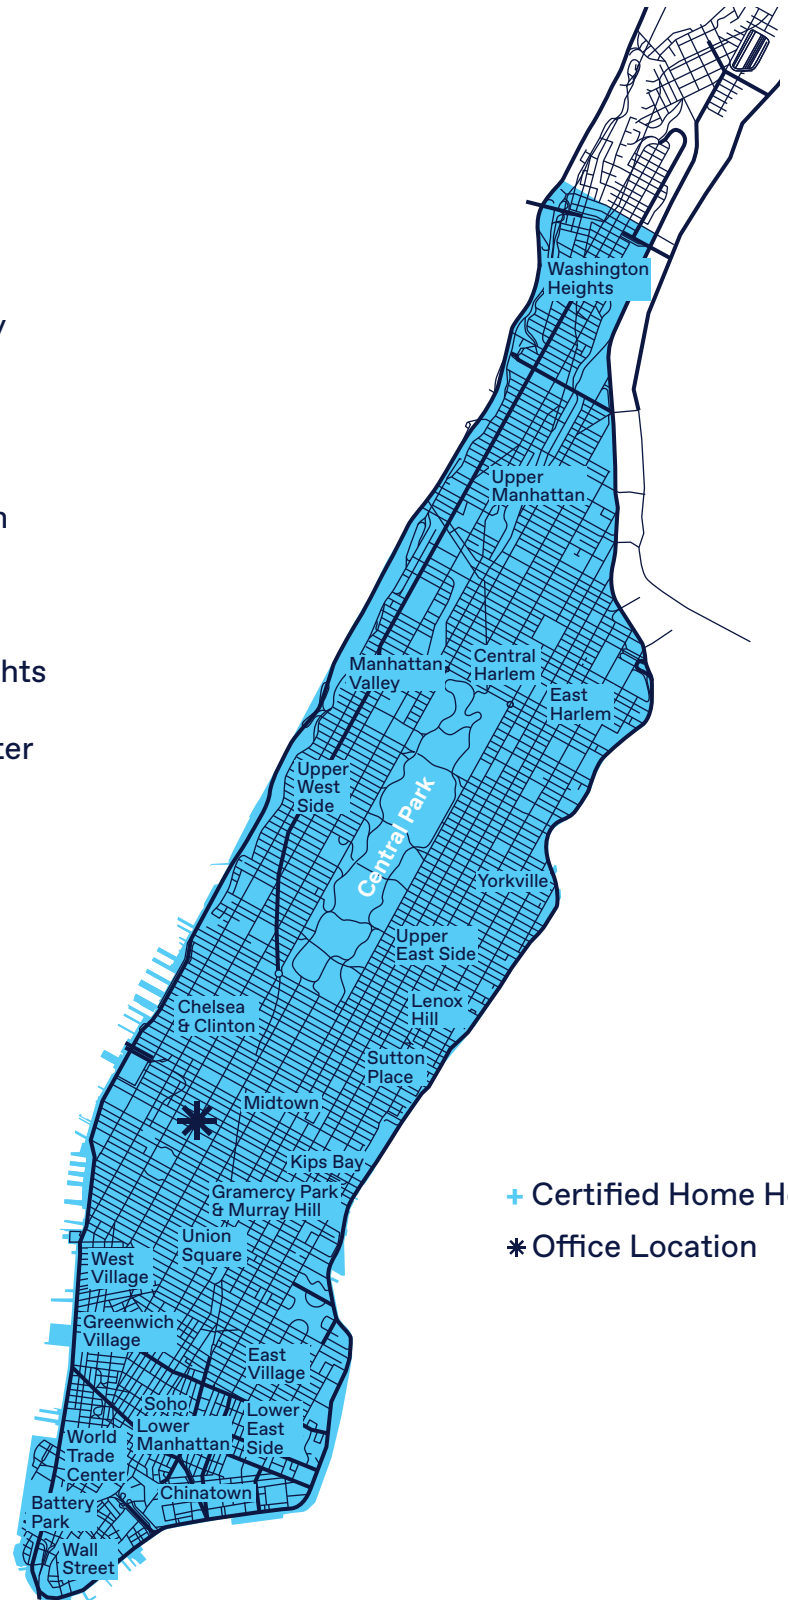 Washington
Heights
Upper
Manhattan
hts
ter
Manhattan
Valley
Central
Harlem
East
Harlem
Upper
West
Side
Central Park
Yorkville
Upper
East Side
Lenox
Hill
Chelsea
& Clinton
Sutton
Place
Midtown
Kips Bay
Gramercy Park
& Murray Hill
+ Certified Home H
Union
Square
Office Location
West
Village
Greenwich
Village
East
Village
Soho
Lower
East
Side
Lower
Manhattan
World
Trade
Center
Chinatown
Battery
Park
Wall
Street